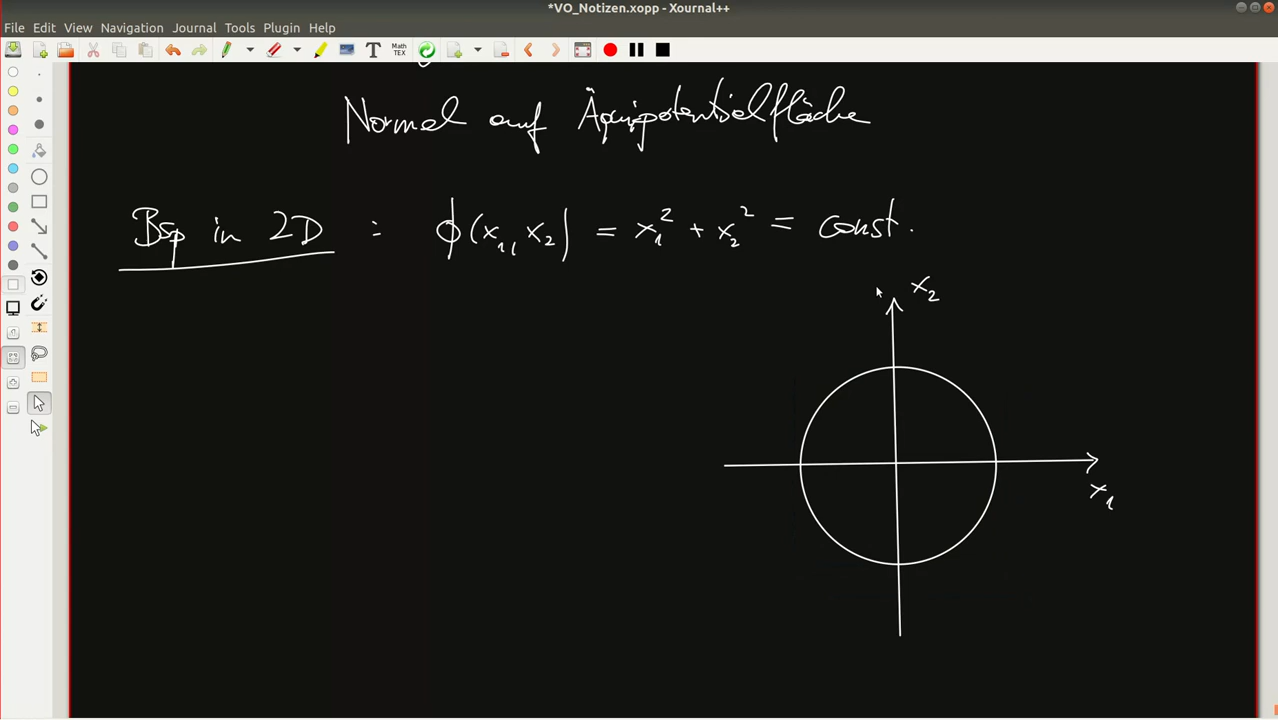 *VO_Notizen.xopp - Xournal++
File Edit View Navigation Journal Tools Plugin Help
Normal auf Äquipotentialfläche
Bsp in 2D : ϕ(x₁, x₂) = x₁² + x₂² = const.
x₂
x₁